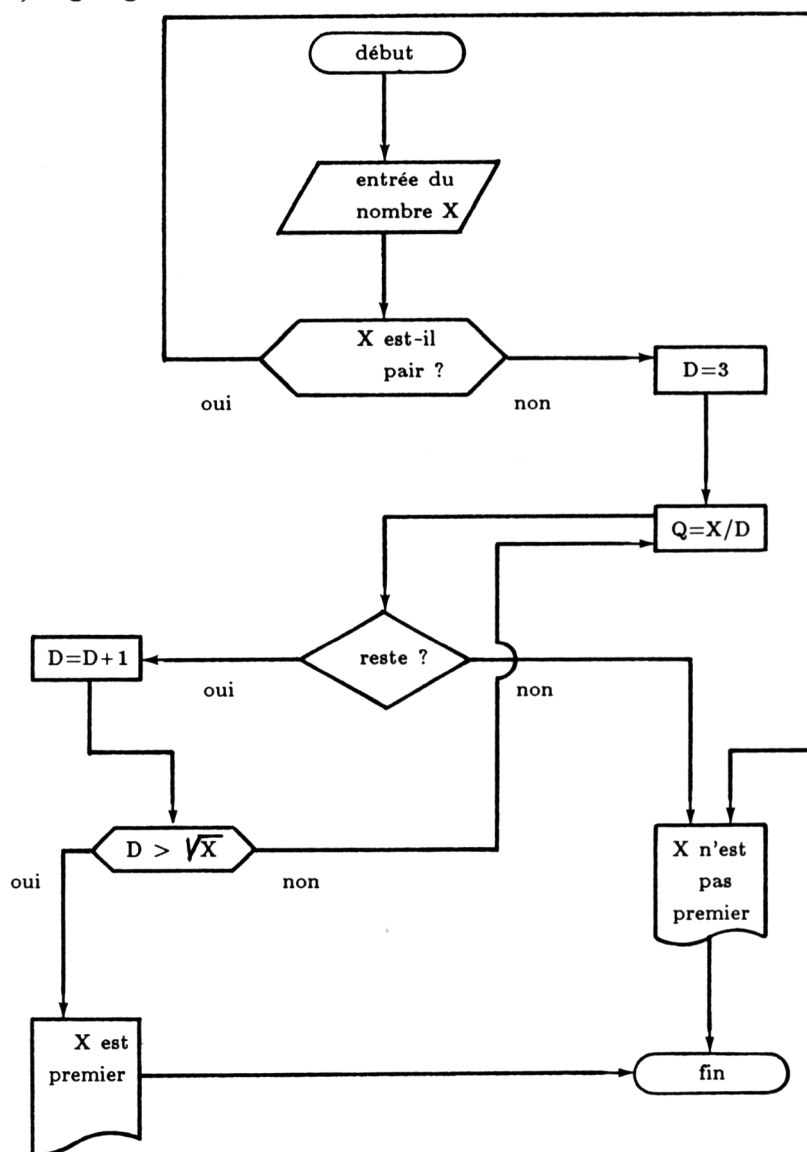 début
entrée du
nombre X
X est-il
pair ?
oui
non
D=3
Q=X/D
reste ?
D=D+1
oui
non
D > √X
oui
non
X n'est
pas
premier
X est
premier
fin